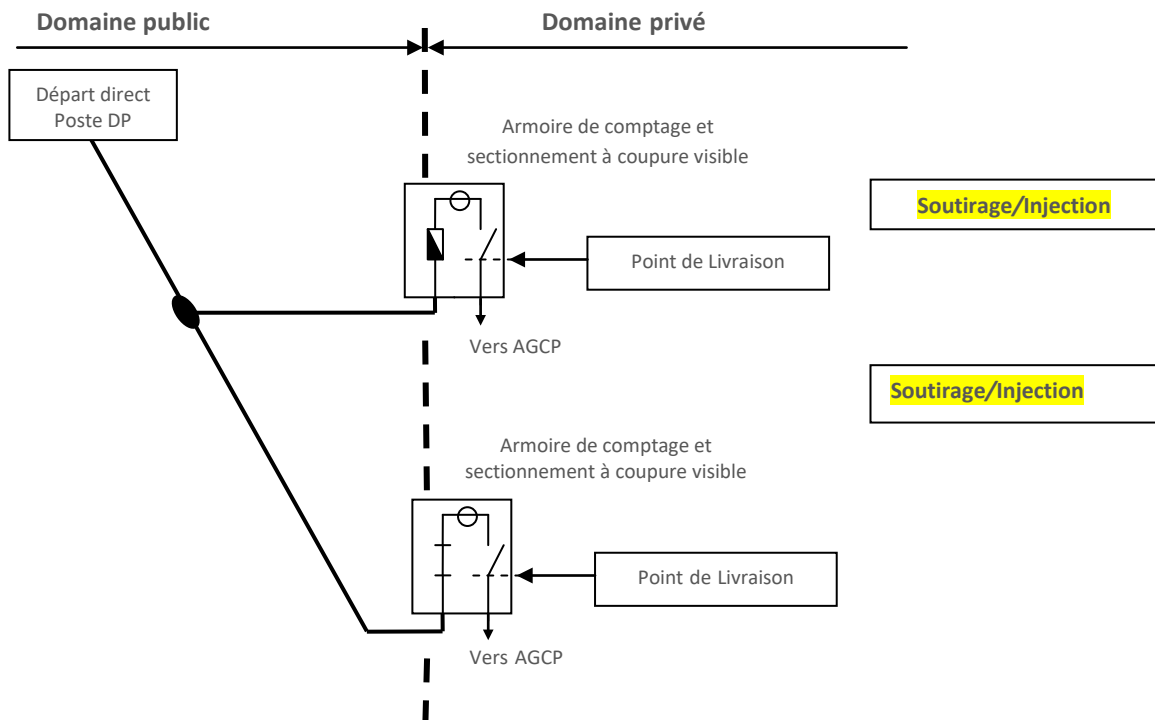 Domaine public
Domaine privé
Départ direct
Poste DP
Armoire de comptage et
sectionnement à coupure visible
Soutirage/Injection
Point de Livraison
Vers AGCP
Soutirage/Injection
Armoire de comptage et
sectionnement à coupure visible
Point de Livraison
Vers AGCP